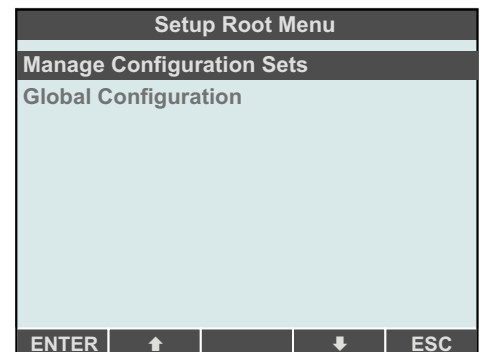 Setup Root Menu
Manage Configuration Sets
Global Configuration
ENTER ⬆ ⬇ ESC